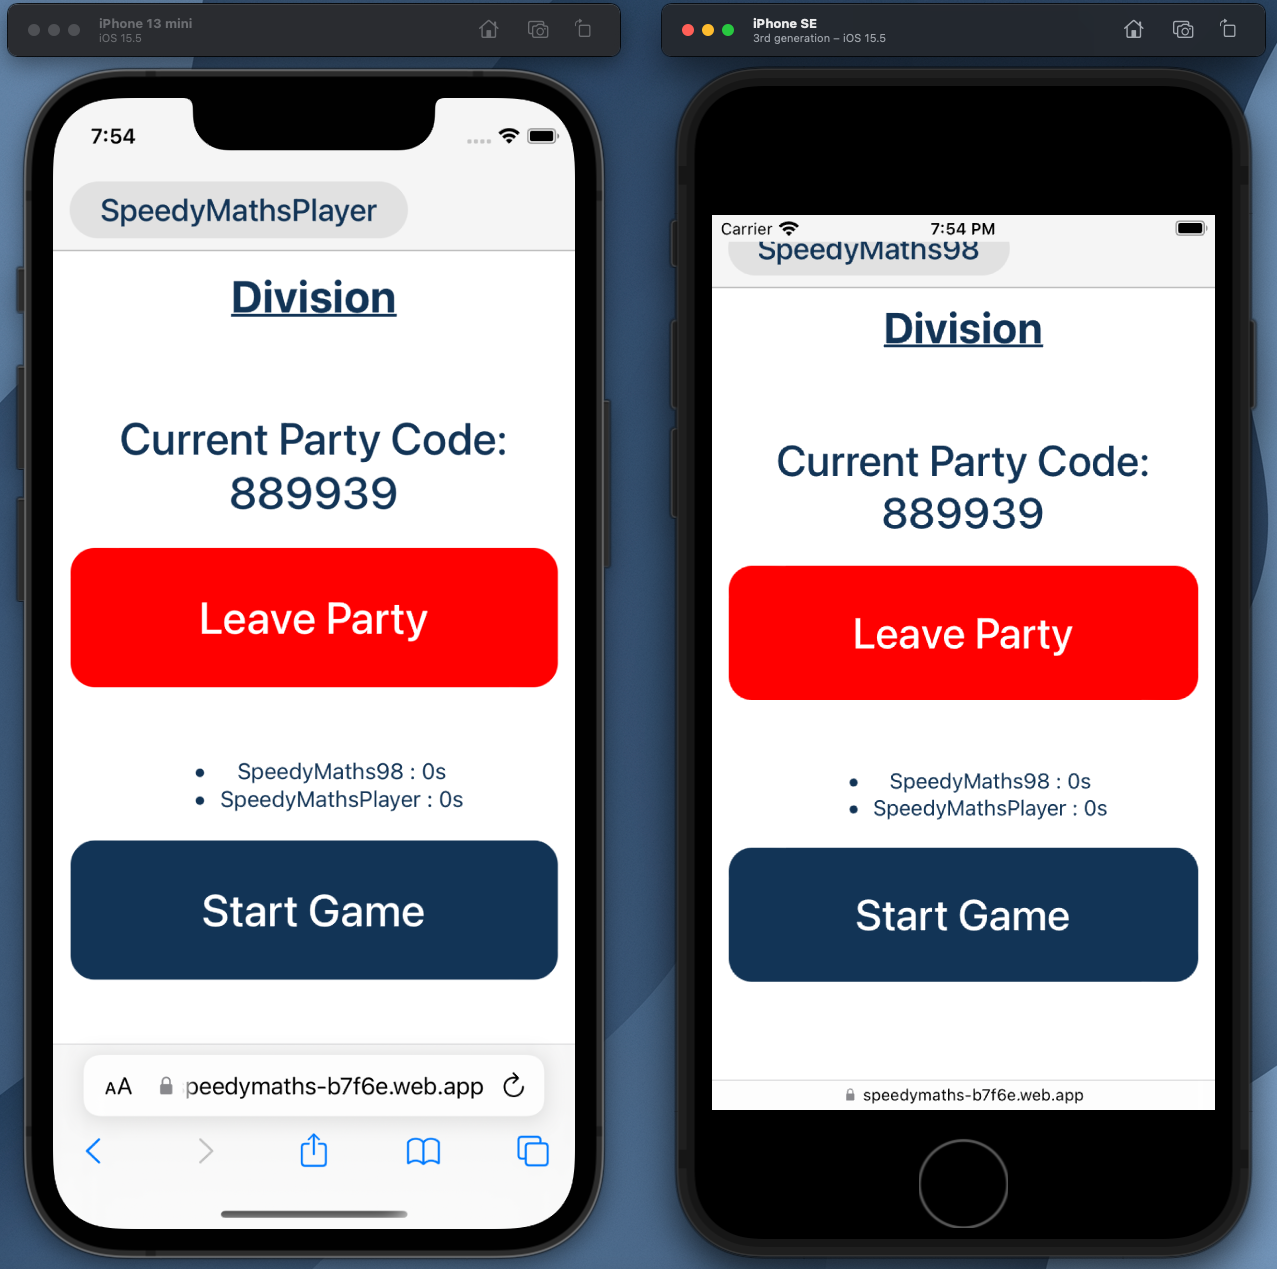 iPhone 13 mini
iOS 15.5
7:54
SpeedyMathsPlayer
Division
Current Party Code:
889939
Leave Party
SpeedyMaths98 : 0s
SpeedyMathsPlayer : 0s
Start Game
AA
peedymaths-b7f6e.web.app
iPhone SE
3rd generation – iOS 15.5
Carrier
7:54 PM
SpeedyMaths98
Division
Current Party Code:
889939
Leave Party
SpeedyMaths98 : 0s
SpeedyMathsPlayer : 0s
Start Game
speedymaths-b7f6e.web.app